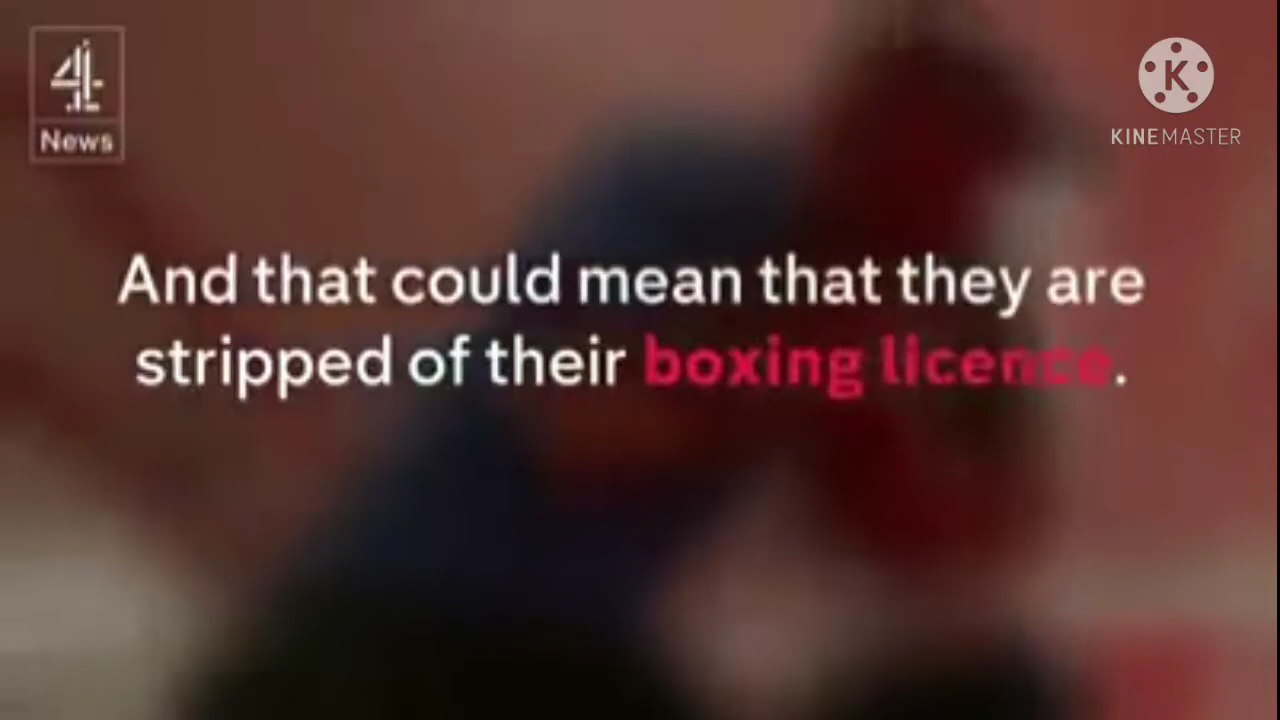 4
News
K
KINEMASTER
And that could mean that they are
stripped of their boxing licence.